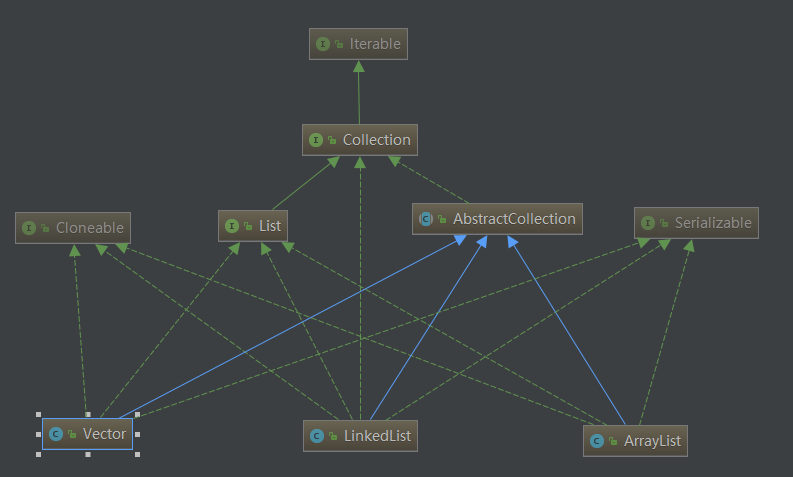 Iterable
Collection
Cloneable
List
AbstractCollection
Serializable
Vector
LinkedList
ArrayList